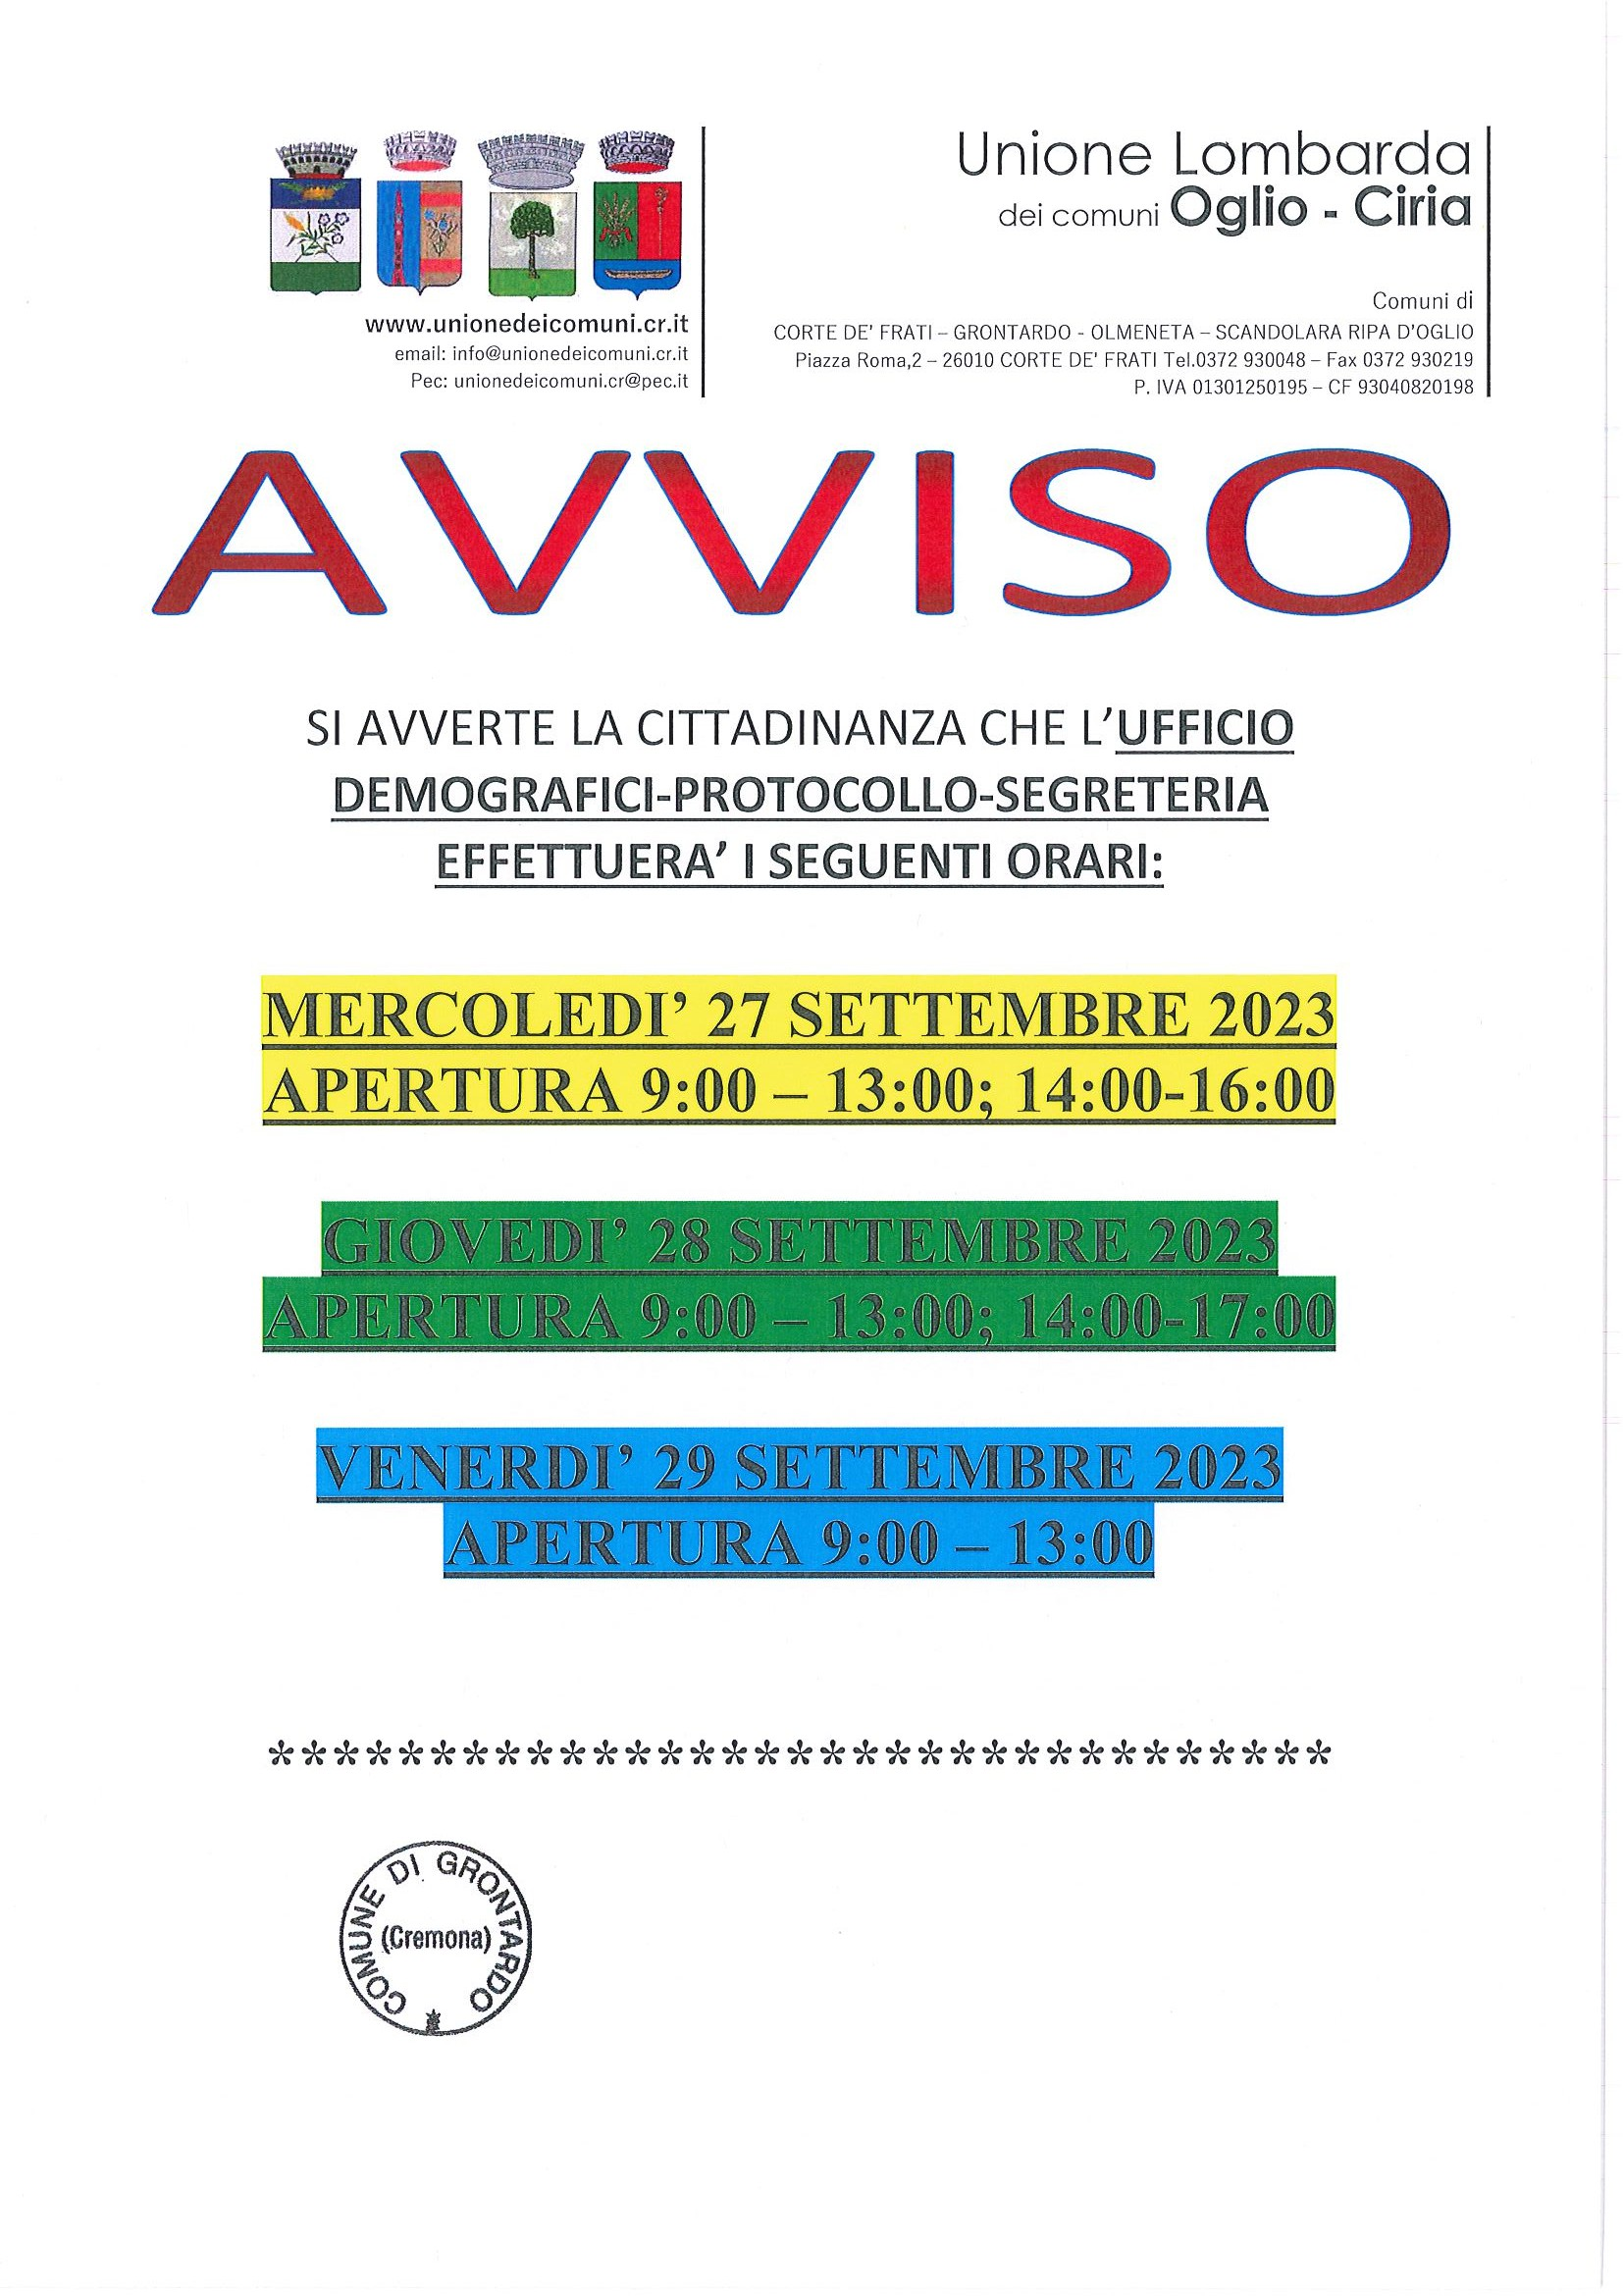 www.unionedeicomuni.cr.it
email: info@unionedeicomuni.cr.it
Pec: unionedeicomuni.cr@pec.it
Unione Lombarda
dei comuni Oglio - Ciria
Comuni di
CORTE DE' FRATI – GRONTARDO - OLMENETA – SCANDOLARA RIPA D'OGLIO
Piazza Roma,2 – 26010 CORTE DE' FRATI Tel.0372 930048 – Fax 0372 930219
P. IVA 01301250195 – CF 93040820198
AVVISO
SI AVVERTE LA CITTADINANZA CHE L'UFFICIO
DEMOGRAFICI-PROTOCOLLO-SEGRETERIA
EFFETTUERA' I SEGUENTI ORARI:
MERCOLEDI' 27 SETTEMBRE 2023
APERTURA 9:00 – 13:00; 14:00-16:00
GIOVEDI' 28 SETTEMBRE 2023
APERTURA 9:00 – 13:00; 14:00-17:00
VENERDI' 29 SETTEMBRE 2023
APERTURA 9:00 – 13:00
*********************************
COMUNE DI GRONTARDO
(Cremona)